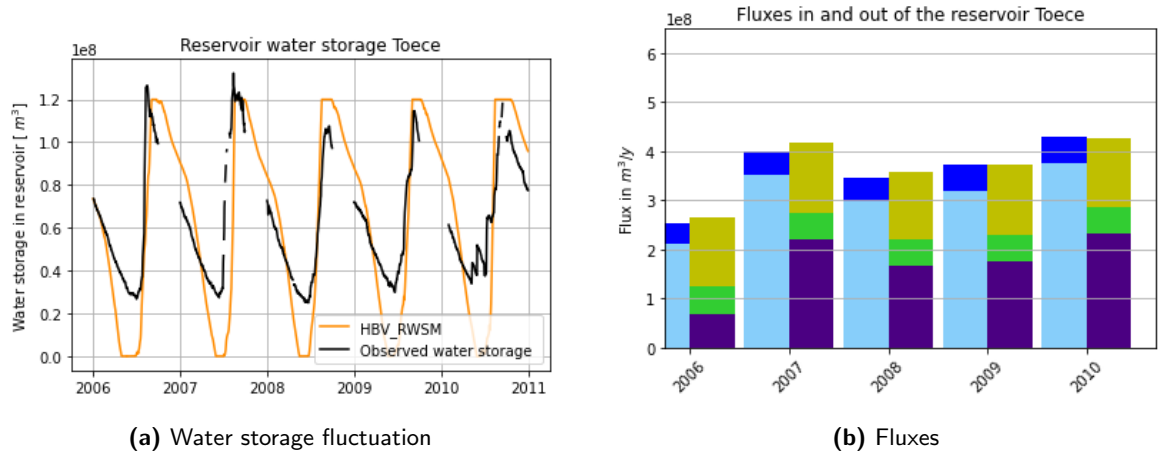 Reservoir water storage Toece
1e8
Water storage in reservoir [ m³]
1.2
1.0
0.8
0.6
0.4
0.2
0.0
HBV_RWSM
Observed water storage
2006 2007 2008 2009 2010 2011
(a) Water storage fluctuation
Fluxes in and out of the reservoir Toece
1e8
Flux in m³/y
6
5
4
3
2
1
0
2006 2007 2008 2009 2010
(b) Fluxes